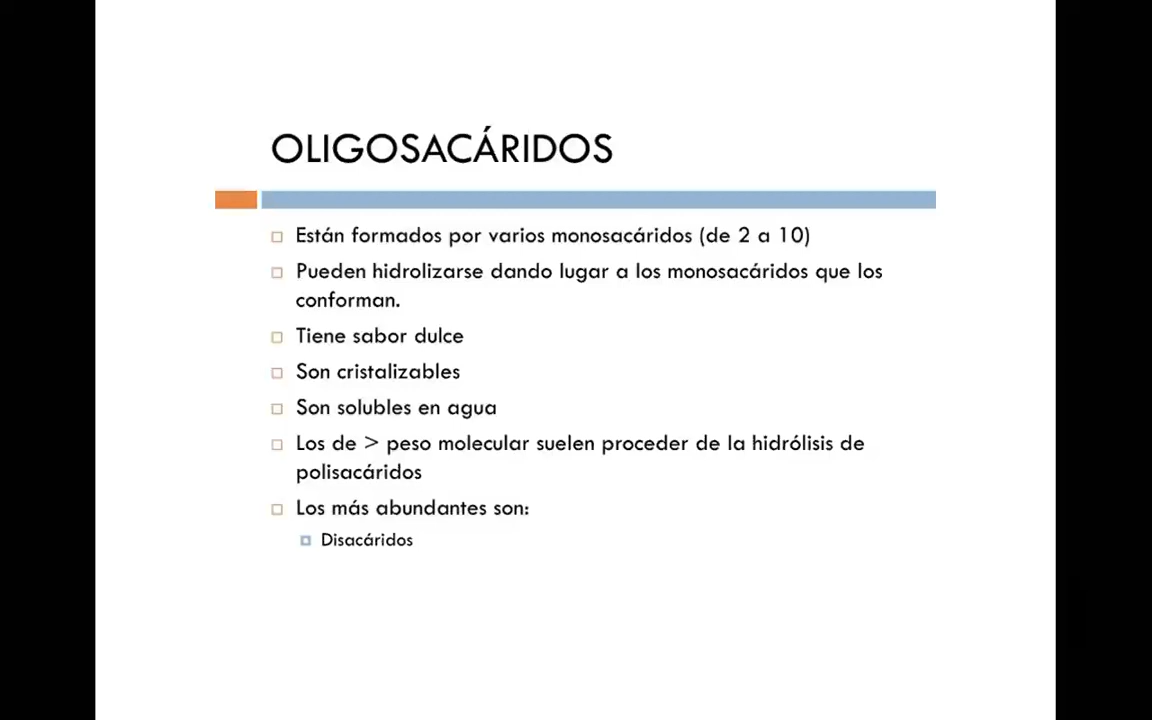 OLIGOSACÁRIDOS
Están formados por varios monosacáridos (de 2 a 10)
Pueden hidrolizarse dando lugar a los monosacáridos que los
conforman.
Tiene sabor dulce
Son cristalizables
Son solubles en agua
Los de > peso molecular suelen proceder de la hidrólisis de
polisacáridos
Los más abundantes son:
Disacáridos